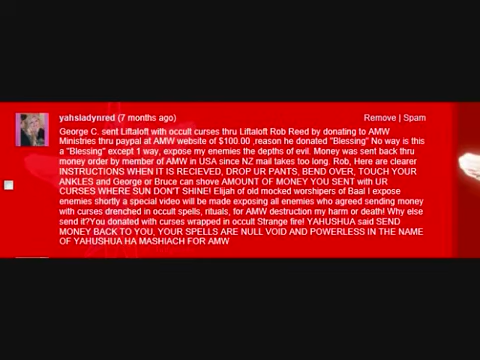 yahsladynred (7 months ago) Remove | Spam
George C. sent Liftaloft with occult curses thru Liftaloft Rob Reed by donating to AMW
Ministries thru paypal at AMW website of $100.00 ,reason he donated "Blessing" No way is this
a "Blessing" except 1 way, expose my enemies the depths of evil. Money was sent back thru
money order by member of AMW in USA since NZ mail takes too long. Rob, Here are clearer
INSTRUCTIONS WHEN IT IS RECIEVED, DROP UR PANTS, BEND OVER, TOUCH YOUR
ANKLES and George or Bruce can shove AMOUNT OF MONEY YOU SENT with UR
CURSES WHERE SUN DON'T SHINE! Elijah of old mocked worshipers of Baal I expose
enemies shortly a special video will be made exposing all enemies who agreed sending money
with curses drenched in occult spells, rituals, for AMW destruction my harm or death! Why else
send it?You donated with curses wrapped in occult Strange fire! YAHUSHUA said SEND
MONEY BACK TO YOU, YOUR SPELLS ARE NULL VOID AND POWERLESS IN THE NAME
OF YAHUSHUA HA MASHIACH FOR AMW